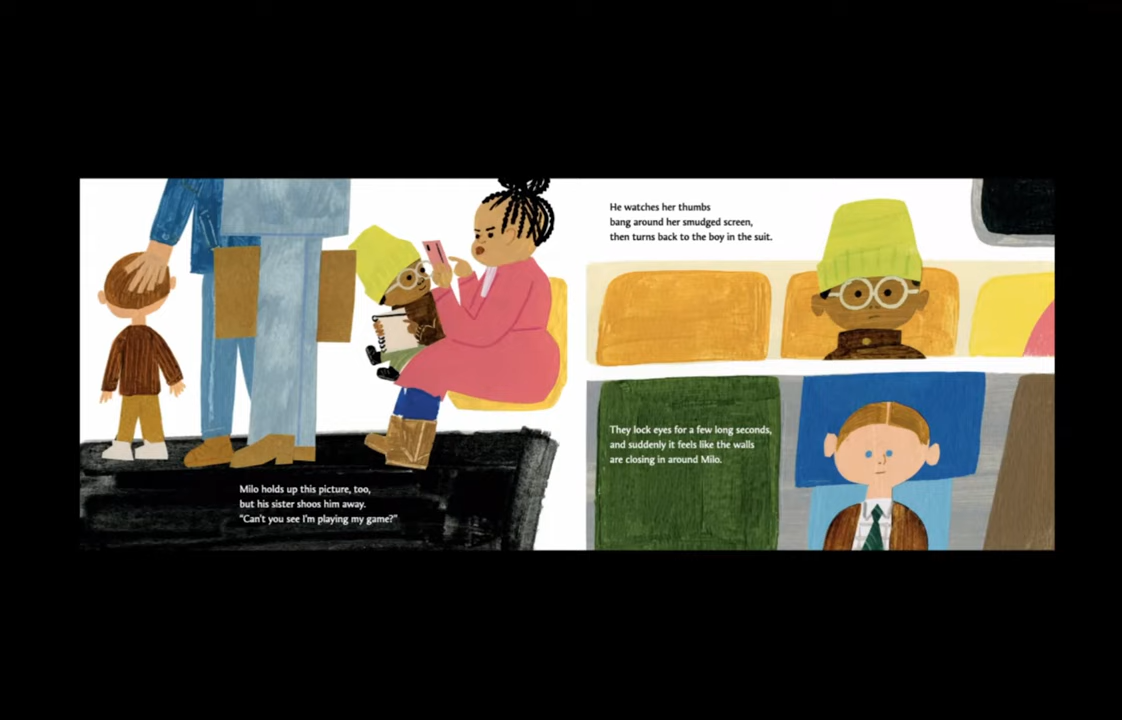 Milo holds up this picture, too,
but his sister shoos him away.
"Can't you see I'm playing my game?"
He watches her thumbs
bang around her smudged screen,
then turns back to the boy in the suit.
They lock eyes for a few long seconds,
and suddenly it feels like the walls
are closing in around Milo.